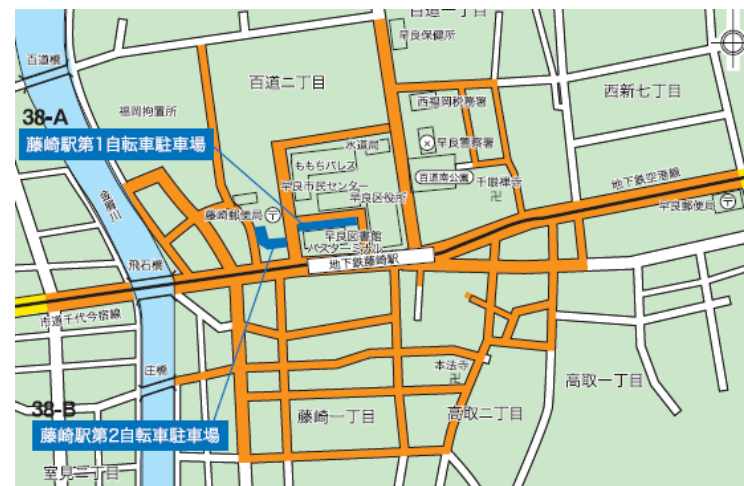 百道一丁目
早良保健所
百道橋
百道二丁目
西新七丁目
福岡拘置所
西福岡税務署
38-A
藤崎駅第1自転車駐車場
水道局
早良警察署
ももちパレス
早良市民センター
百道南公園
千眼禅寺
地下鉄空港線
早良区役所
金屑川
藤崎郵便局
早良郵便局
早良図書館
バスターミナル
飛石橋
地下鉄藤崎駅
市道千代今宿線
庄橋
本法寺
高取一丁目
38-B
藤崎一丁目
高取二丁目
藤崎駅第2自転車駐車場
室見二丁目